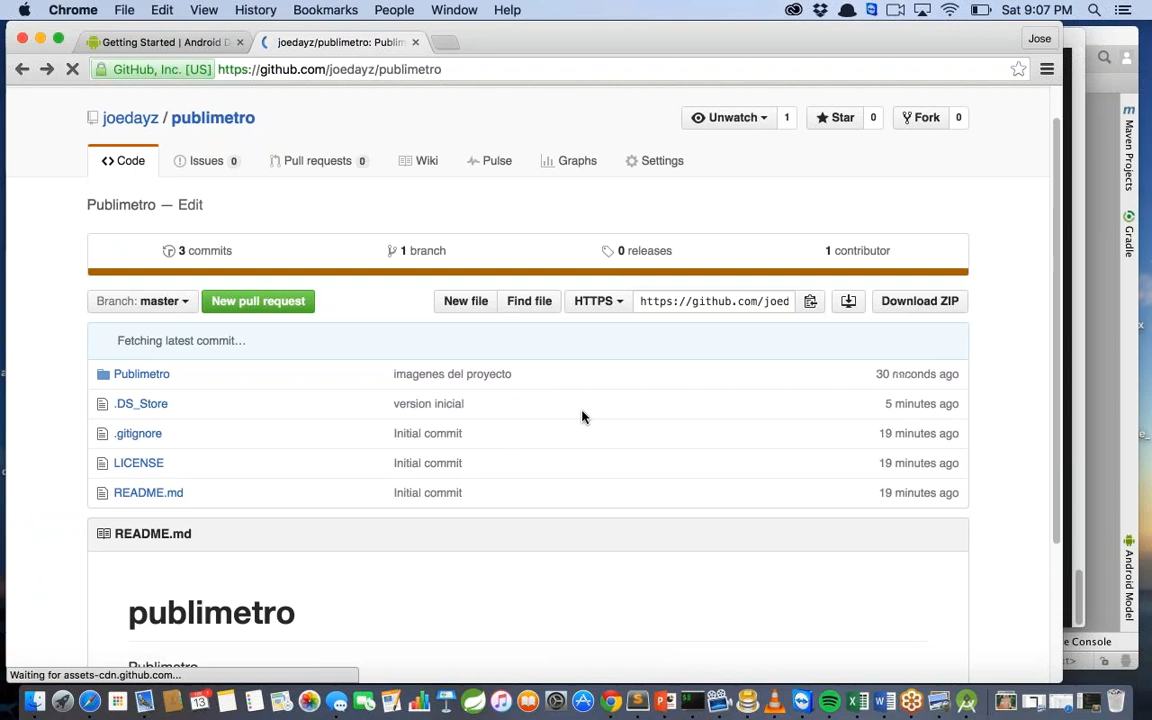 Chrome File Edit View History Bookmarks People Window Help Sat 9:07 PM
Getting Started | Android D
joedayz/publimetro: Publim
Jose
GitHub, Inc. [US] https://github.com/joedayz/publimetro
joedayz / publimetro
Unwatch 1 Star 0 Fork 0
Code Issues 0 Pull requests 0 Wiki Pulse Graphs Settings
Publimetro — Edit
3 commits 1 branch 0 releases 1 contributor
Branch: master New pull request New file Find file HTTPS https://github.com/joed Download ZIP
Fetching latest commit…
Publimetro imagenes del proyecto 30 seconds ago
.DS_Store version inicial 5 minutes ago
.gitignore Initial commit 19 minutes ago
LICENSE Initial commit 19 minutes ago
README.md Initial commit 19 minutes ago
README.md
publimetro
Publimetro
Waiting for assets-cdn.github.com...
Maven Projects
Gradle
Android Model
e Console
13